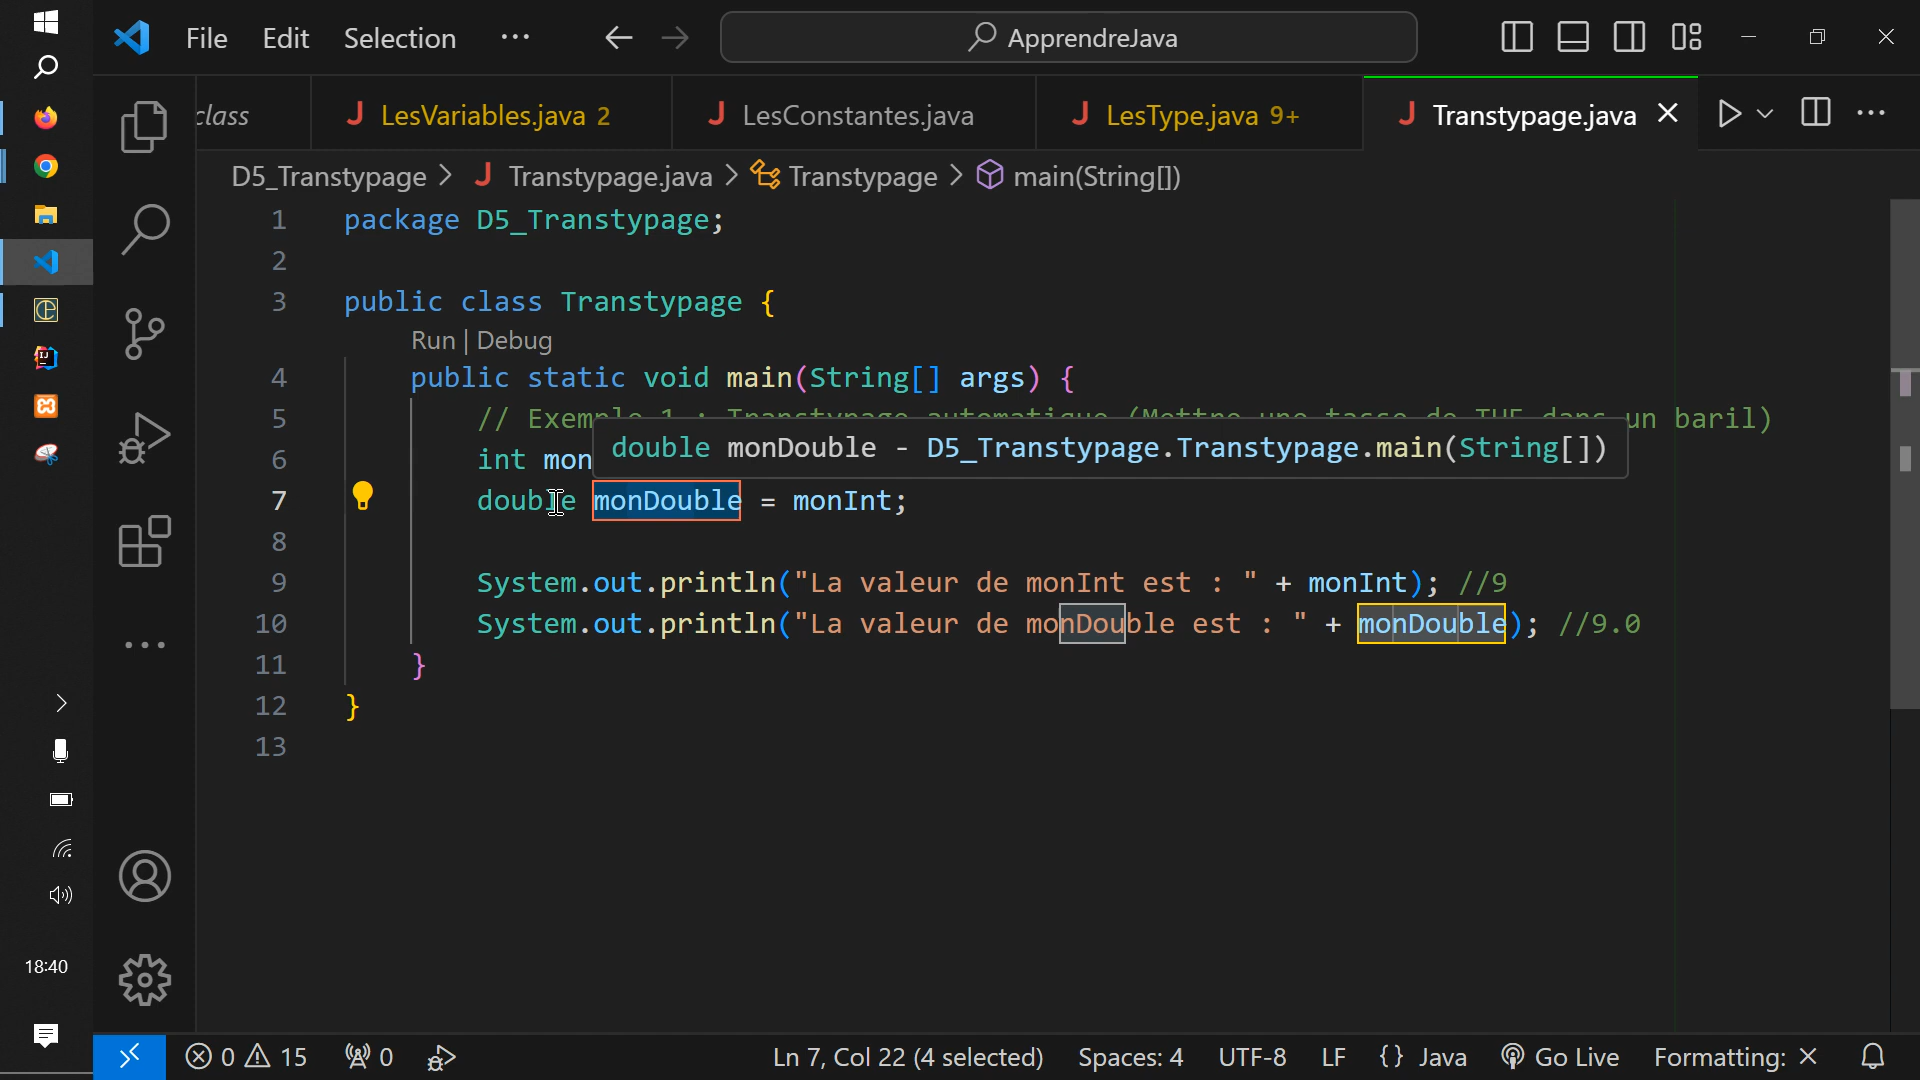 File Edit Selection ··· ApprendreJava
class LesVariables.java 2 LesConstantes.java LesType.java 9+ Transtypage.java
D5_Transtypage > Transtypage.java > Transtypage > main(String[])
1 package D5_Transtypage;
2
3 public class Transtypage {
Run | Debug
4 public static void main(String[] args) {
5 // un baril)
double monDouble - D5_Transtypage.Transtypage.main(String[])
6 int mon
7 double monDouble = monInt;
8
9 System.out.println("La valeur de monInt est : " + monInt); //9
10 System.out.println("La valeur de monDouble est : " + monDouble); //9.0
11 }
12 }
13
18:40
0 15 0 Ln 7, Col 22 (4 selected) Spaces: 4 UTF-8 LF {} Java Go Live Formatting: ×